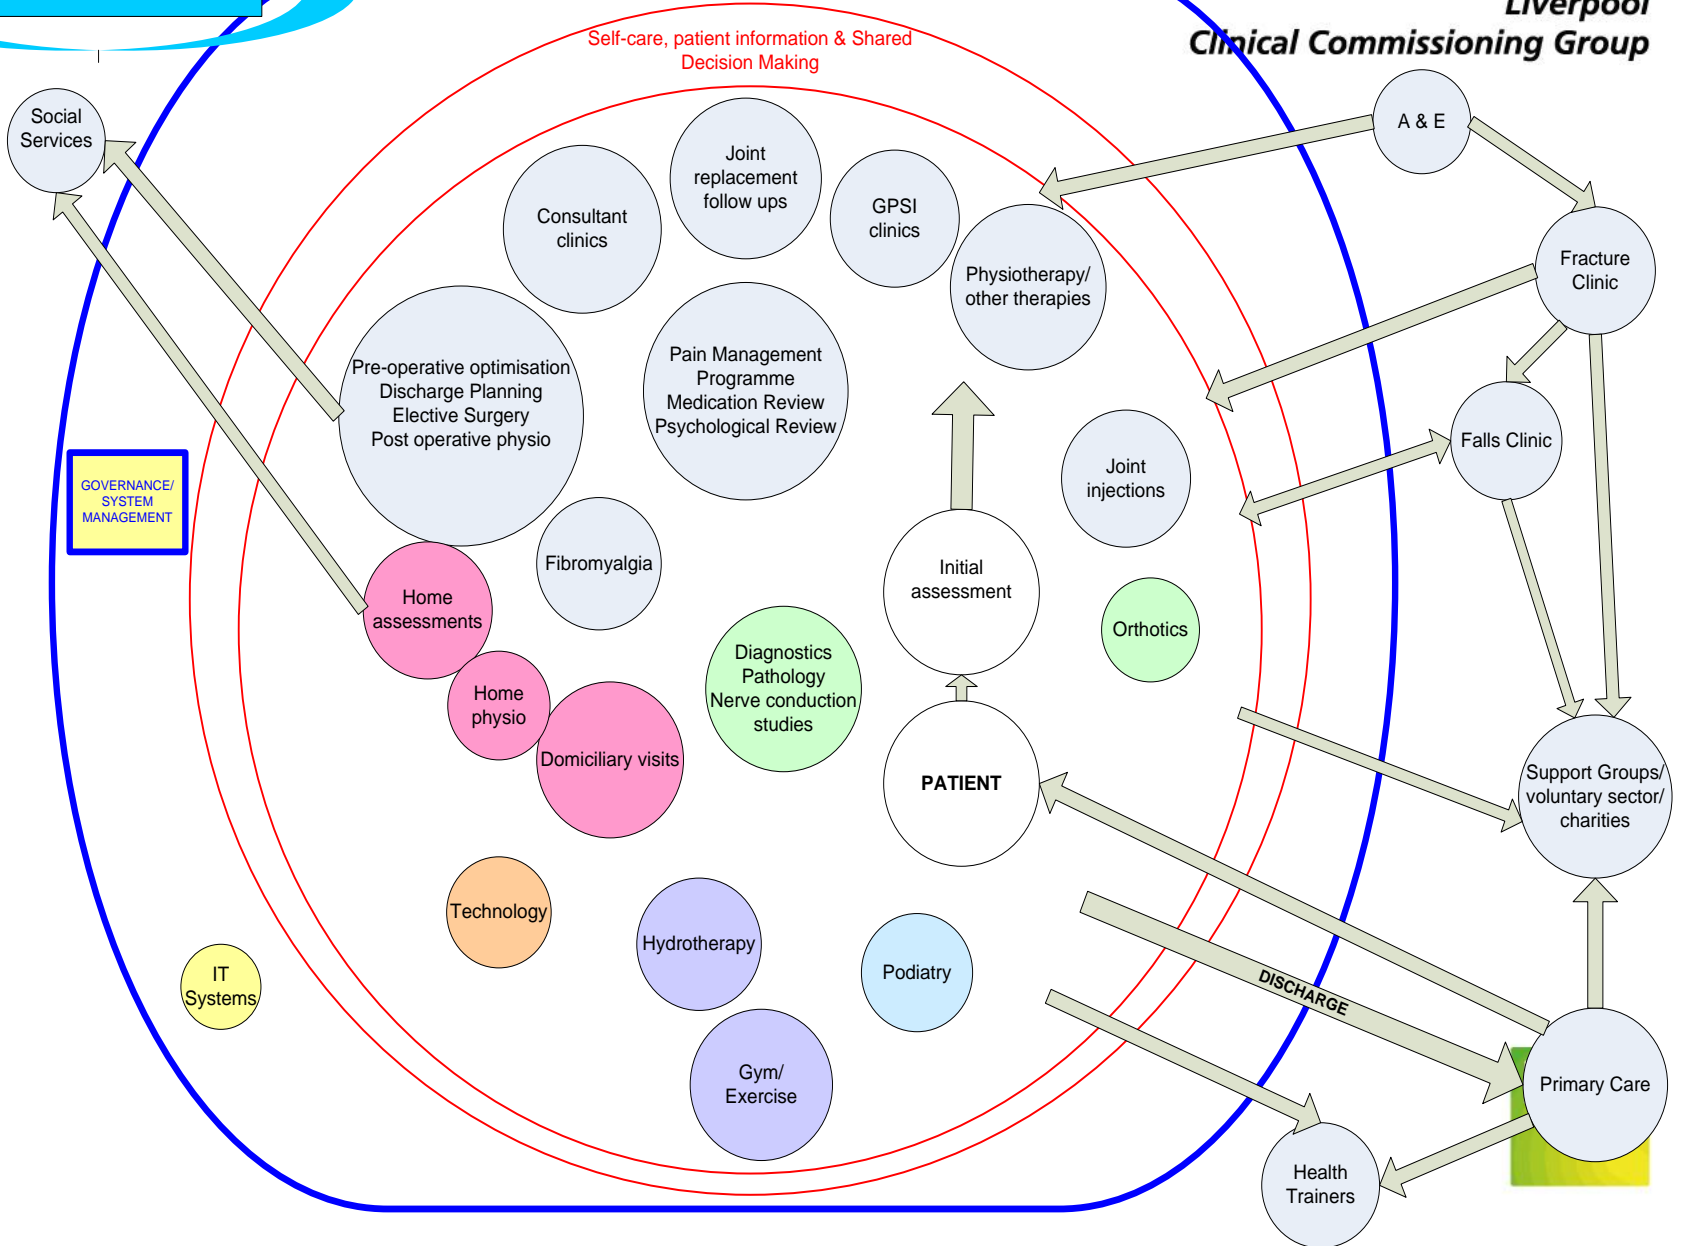 Liverpool
Clinical Commissioning Group
Self-care, patient information & Shared
Decision Making
Social
Services
A & E
Joint
replacement
follow ups
Consultant
clinics
GPSI
clinics
Physiotherapy/
other therapies
Fracture
Clinic
Pre-operative optimisation
Discharge Planning
Elective Surgery
Post operative physio
Pain Management
Programme
Medication Review
Psychological Review
Falls Clinic
Joint
injections
GOVERNANCE/
SYSTEM
MANAGEMENT
Fibromyalgia
Initial
assessment
Home
assessments
Orthotics
Diagnostics
Pathology
Nerve conduction
studies
Home
physio
Domiciliary visits
PATIENT
Support Groups/
voluntary sector/
charities
Technology
Hydrotherapy
Podiatry
IT
Systems
DISCHARGE
Gym/
Exercise
Primary Care
Health
Trainers